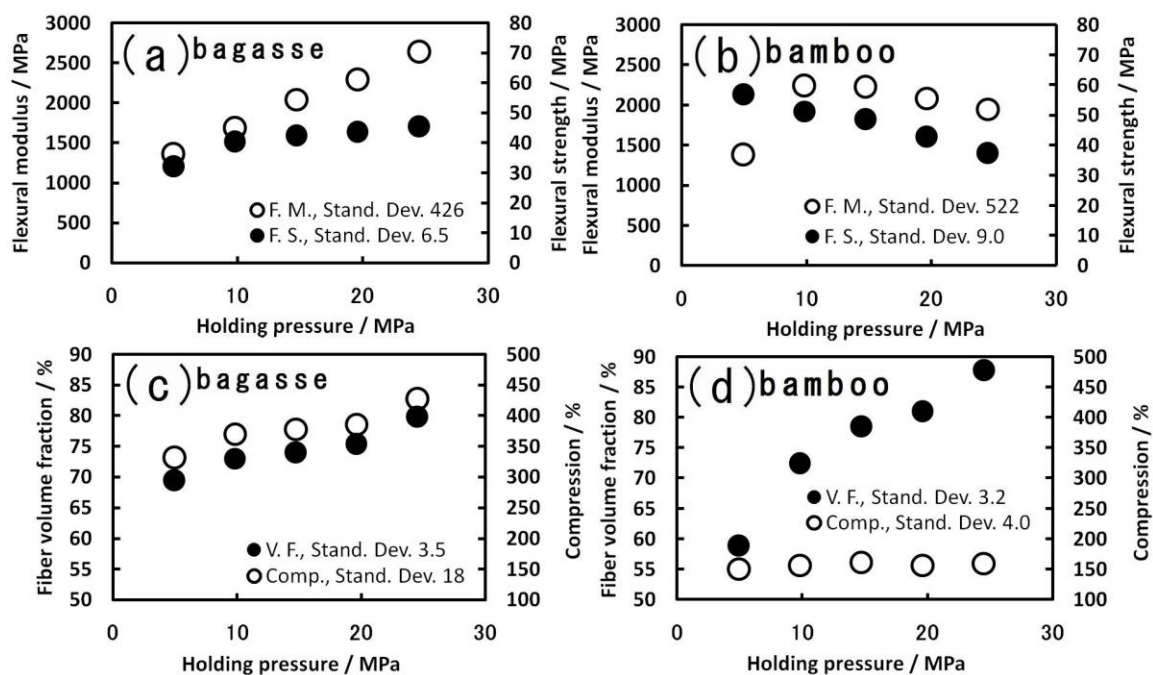 (a) bagasse
3000
2500
2000
1500
1000
500
0
Flexural modulus / MPa
80
70
60
50
40
30
20
10
0
Flexural strength / MPa
F. M., Stand. Dev. 426
F. S., Stand. Dev. 6.5
0 10 20 30
Holding pressure / MPa
(b) bamboo
3000
2500
2000
1500
1000
500
0
Flexural modulus / MPa
80
70
60
50
40
30
20
10
0
Flexural strength / MPa
F. M., Stand. Dev. 522
F. S., Stand. Dev. 9.0
0 10 20 30
Holding pressure / MPa
(c) bagasse
90
85
80
75
70
65
60
55
50
Fiber volume fraction / %
500
450
400
350
300
250
200
150
100
Compression / %
V. F., Stand. Dev. 3.5
Comp., Stand. Dev. 18
0 10 20 30
Holding pressure / MPa
(d) bamboo
90
85
80
75
70
65
60
55
50
Fiber volume fraction / %
500
450
400
350
300
250
200
150
100
Compression / %
V. F., Stand. Dev. 3.2
Comp., Stand. Dev. 4.0
0 10 20 30
Holding pressure / MPa